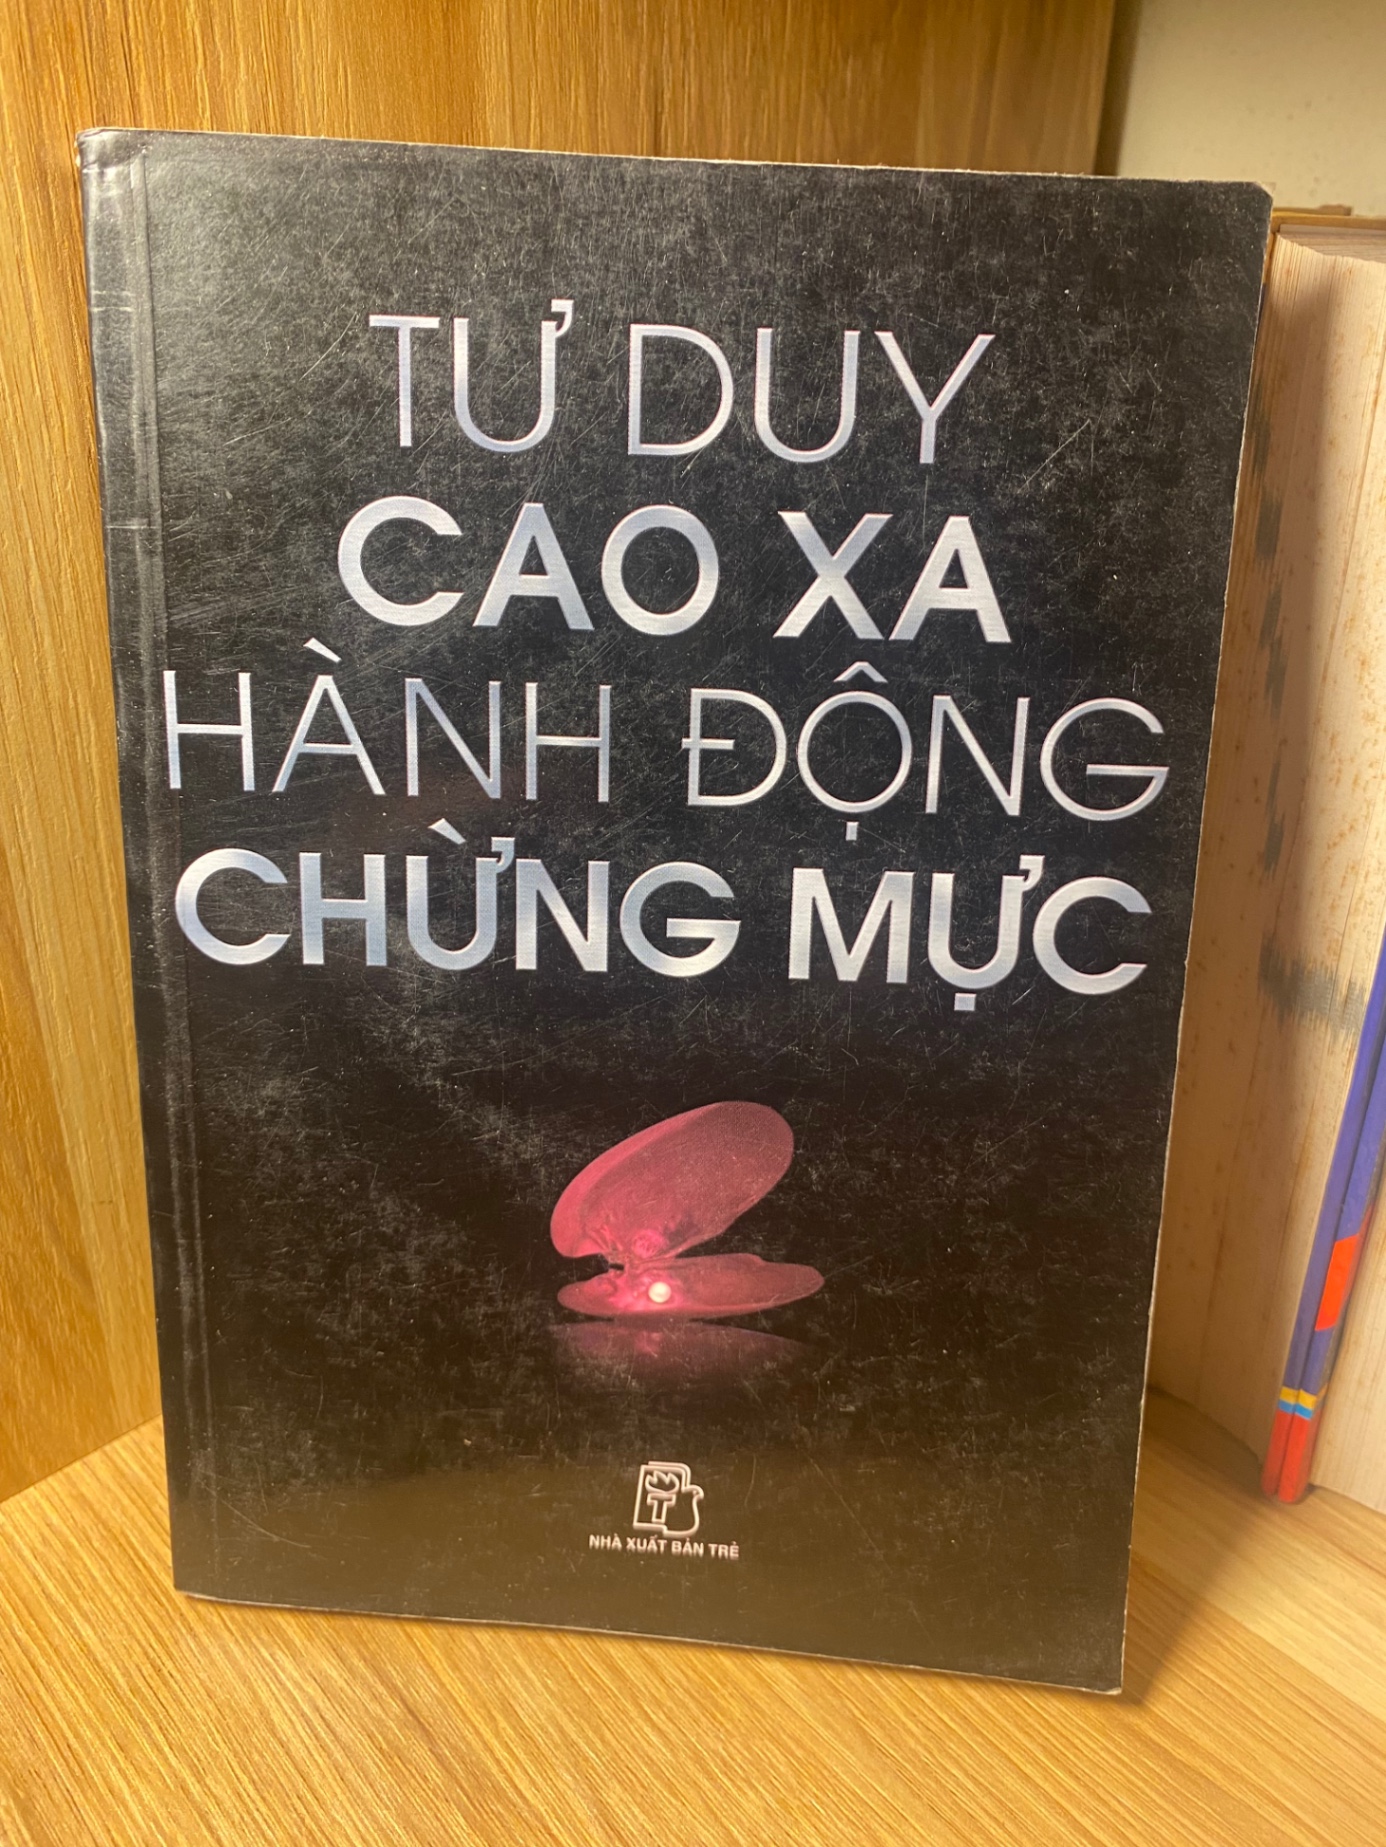 TƯ DUY
CAO XA
HÀNH ĐỘNG
CHỪNG MỰC
T
NHÀ XUẤT BẢN TRẺ